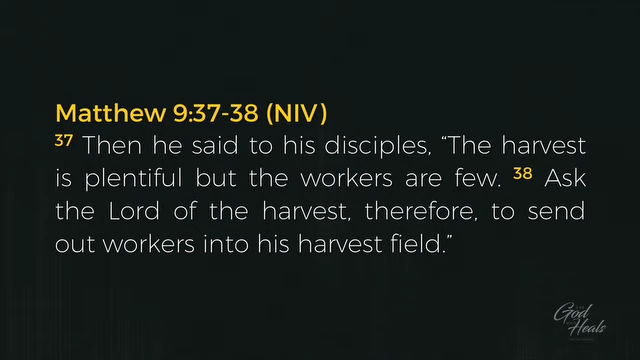 Matthew 9:37-38 (NIV)
37 Then he said to his disciples, “The harvest
is plentiful but the workers are few. 38 Ask
the Lord of the harvest, therefore, to send
out workers into his harvest field.”
God
Heals